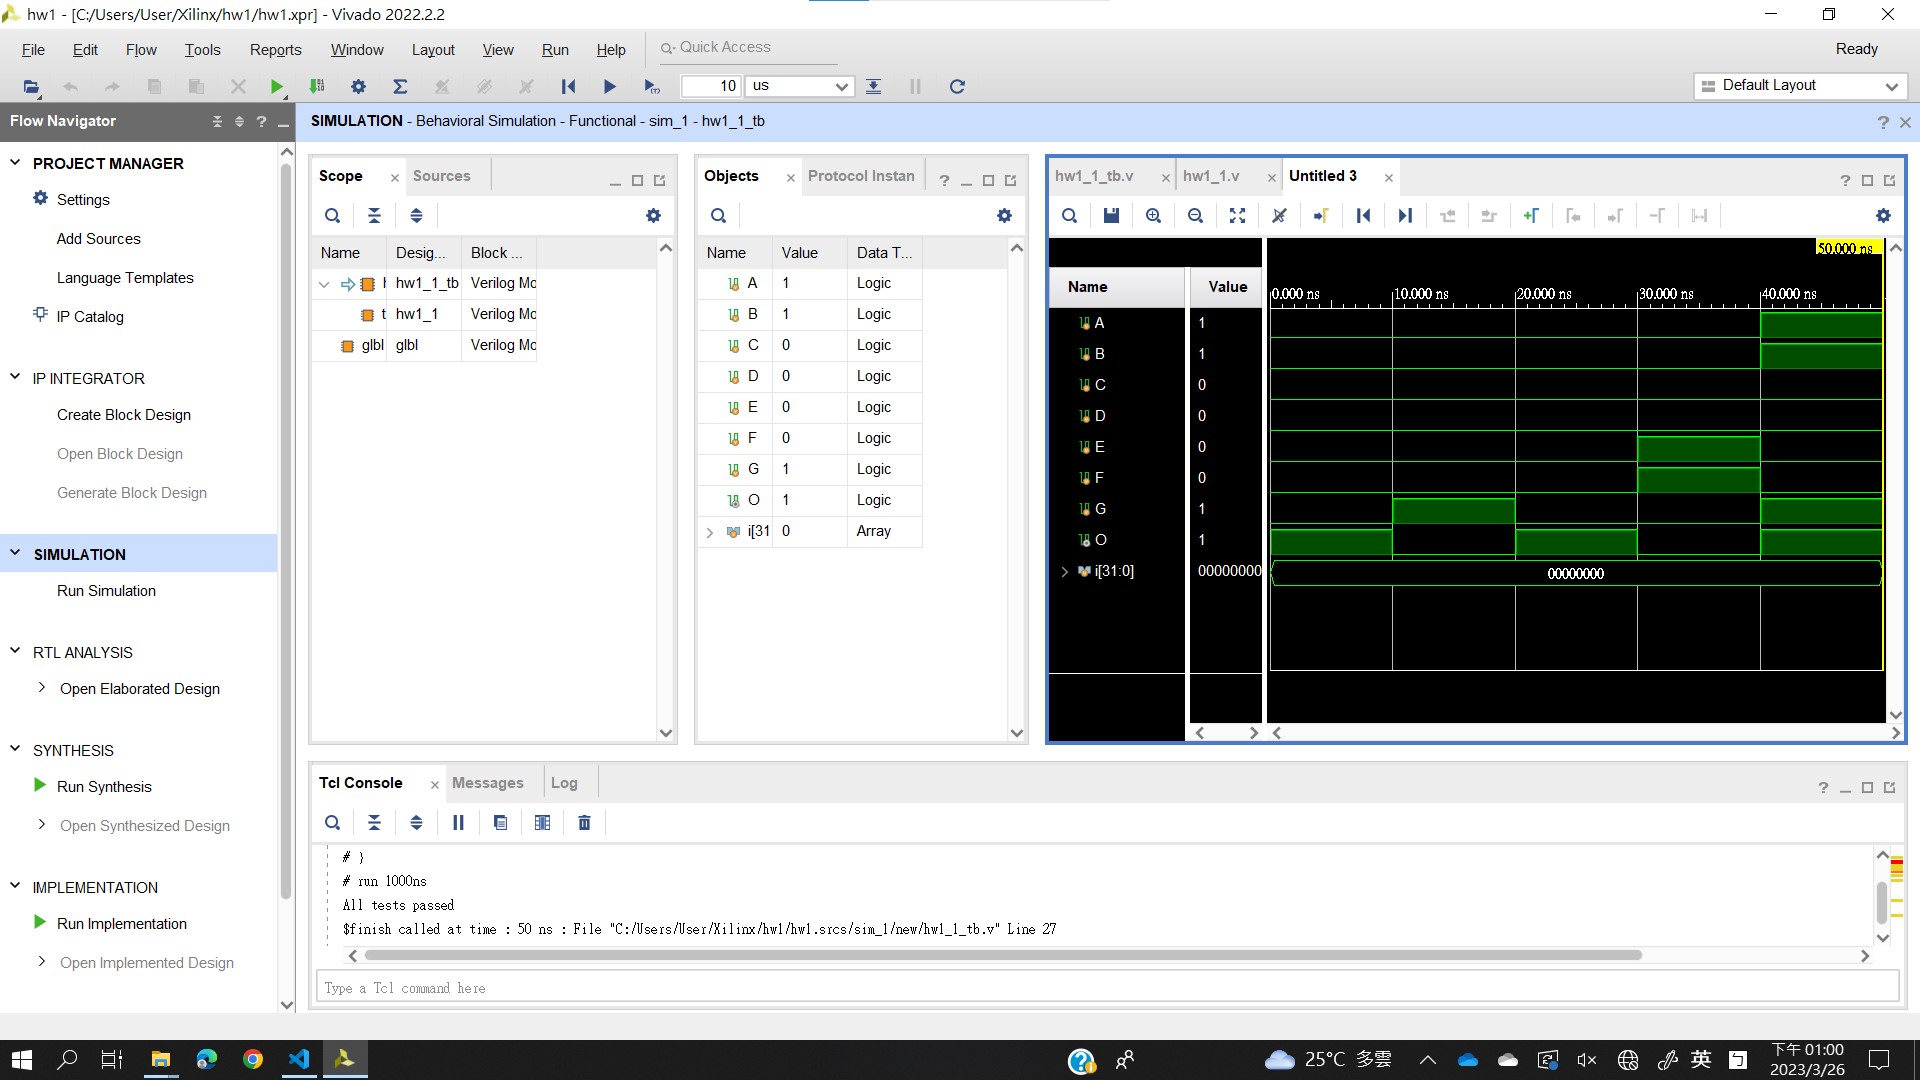 hw1 - [C:/Users/User/Xilinx/hw1/hw1.xpr] - Vivado 2022.2.2
File Edit Flow Tools Reports Window Layout View Run Help Quick Access Ready
10 us Default Layout
Flow Navigator ? SIMULATION - Behavioral Simulation - Functional - sim_1 - hw1_1_tb ?
PROJECT MANAGER
Settings
Add Sources
Language Templates
IP Catalog
IP INTEGRATOR
Create Block Design
Open Block Design
Generate Block Design
SIMULATION
Run Simulation
RTL ANALYSIS
Open Elaborated Design
SYNTHESIS
Run Synthesis
Open Synthesized Design
IMPLEMENTATION
Run Implementation
Open Implemented Design
Scope Sources
Name Desig... Block ...
hw1_1_tb Verilog Mo
t hw1_1 Verilog Mo
glbl glbl Verilog Mo
Objects Protocol Instan ?
Name Value Data T...
A 1 Logic
B 1 Logic
C 0 Logic
D 0 Logic
E 0 Logic
F 0 Logic
G 1 Logic
O 1 Logic
i[31 0 Array
hw1_1_tb.v hw1_1.v Untitled 3 ?
50.000 ns
Name Value 0.000 ns 10.000 ns 20.000 ns 30.000 ns 40.000 ns
A 1
B 1
C 0
D 0
E 0
F 0
G 1
O 1
i[31:0] 00000000 00000000
Tcl Console Messages Log ?
# }
# run 1000ns
All tests passed
$finish called at time : 50 ns : File "C:/Users/User/Xilinx/hw1/hw1.srcs/sim_1/new/hw1_1_tb.v" Line 27
Type a Tcl command here
25°C 多雲 英 下午 01:00
2023/3/26